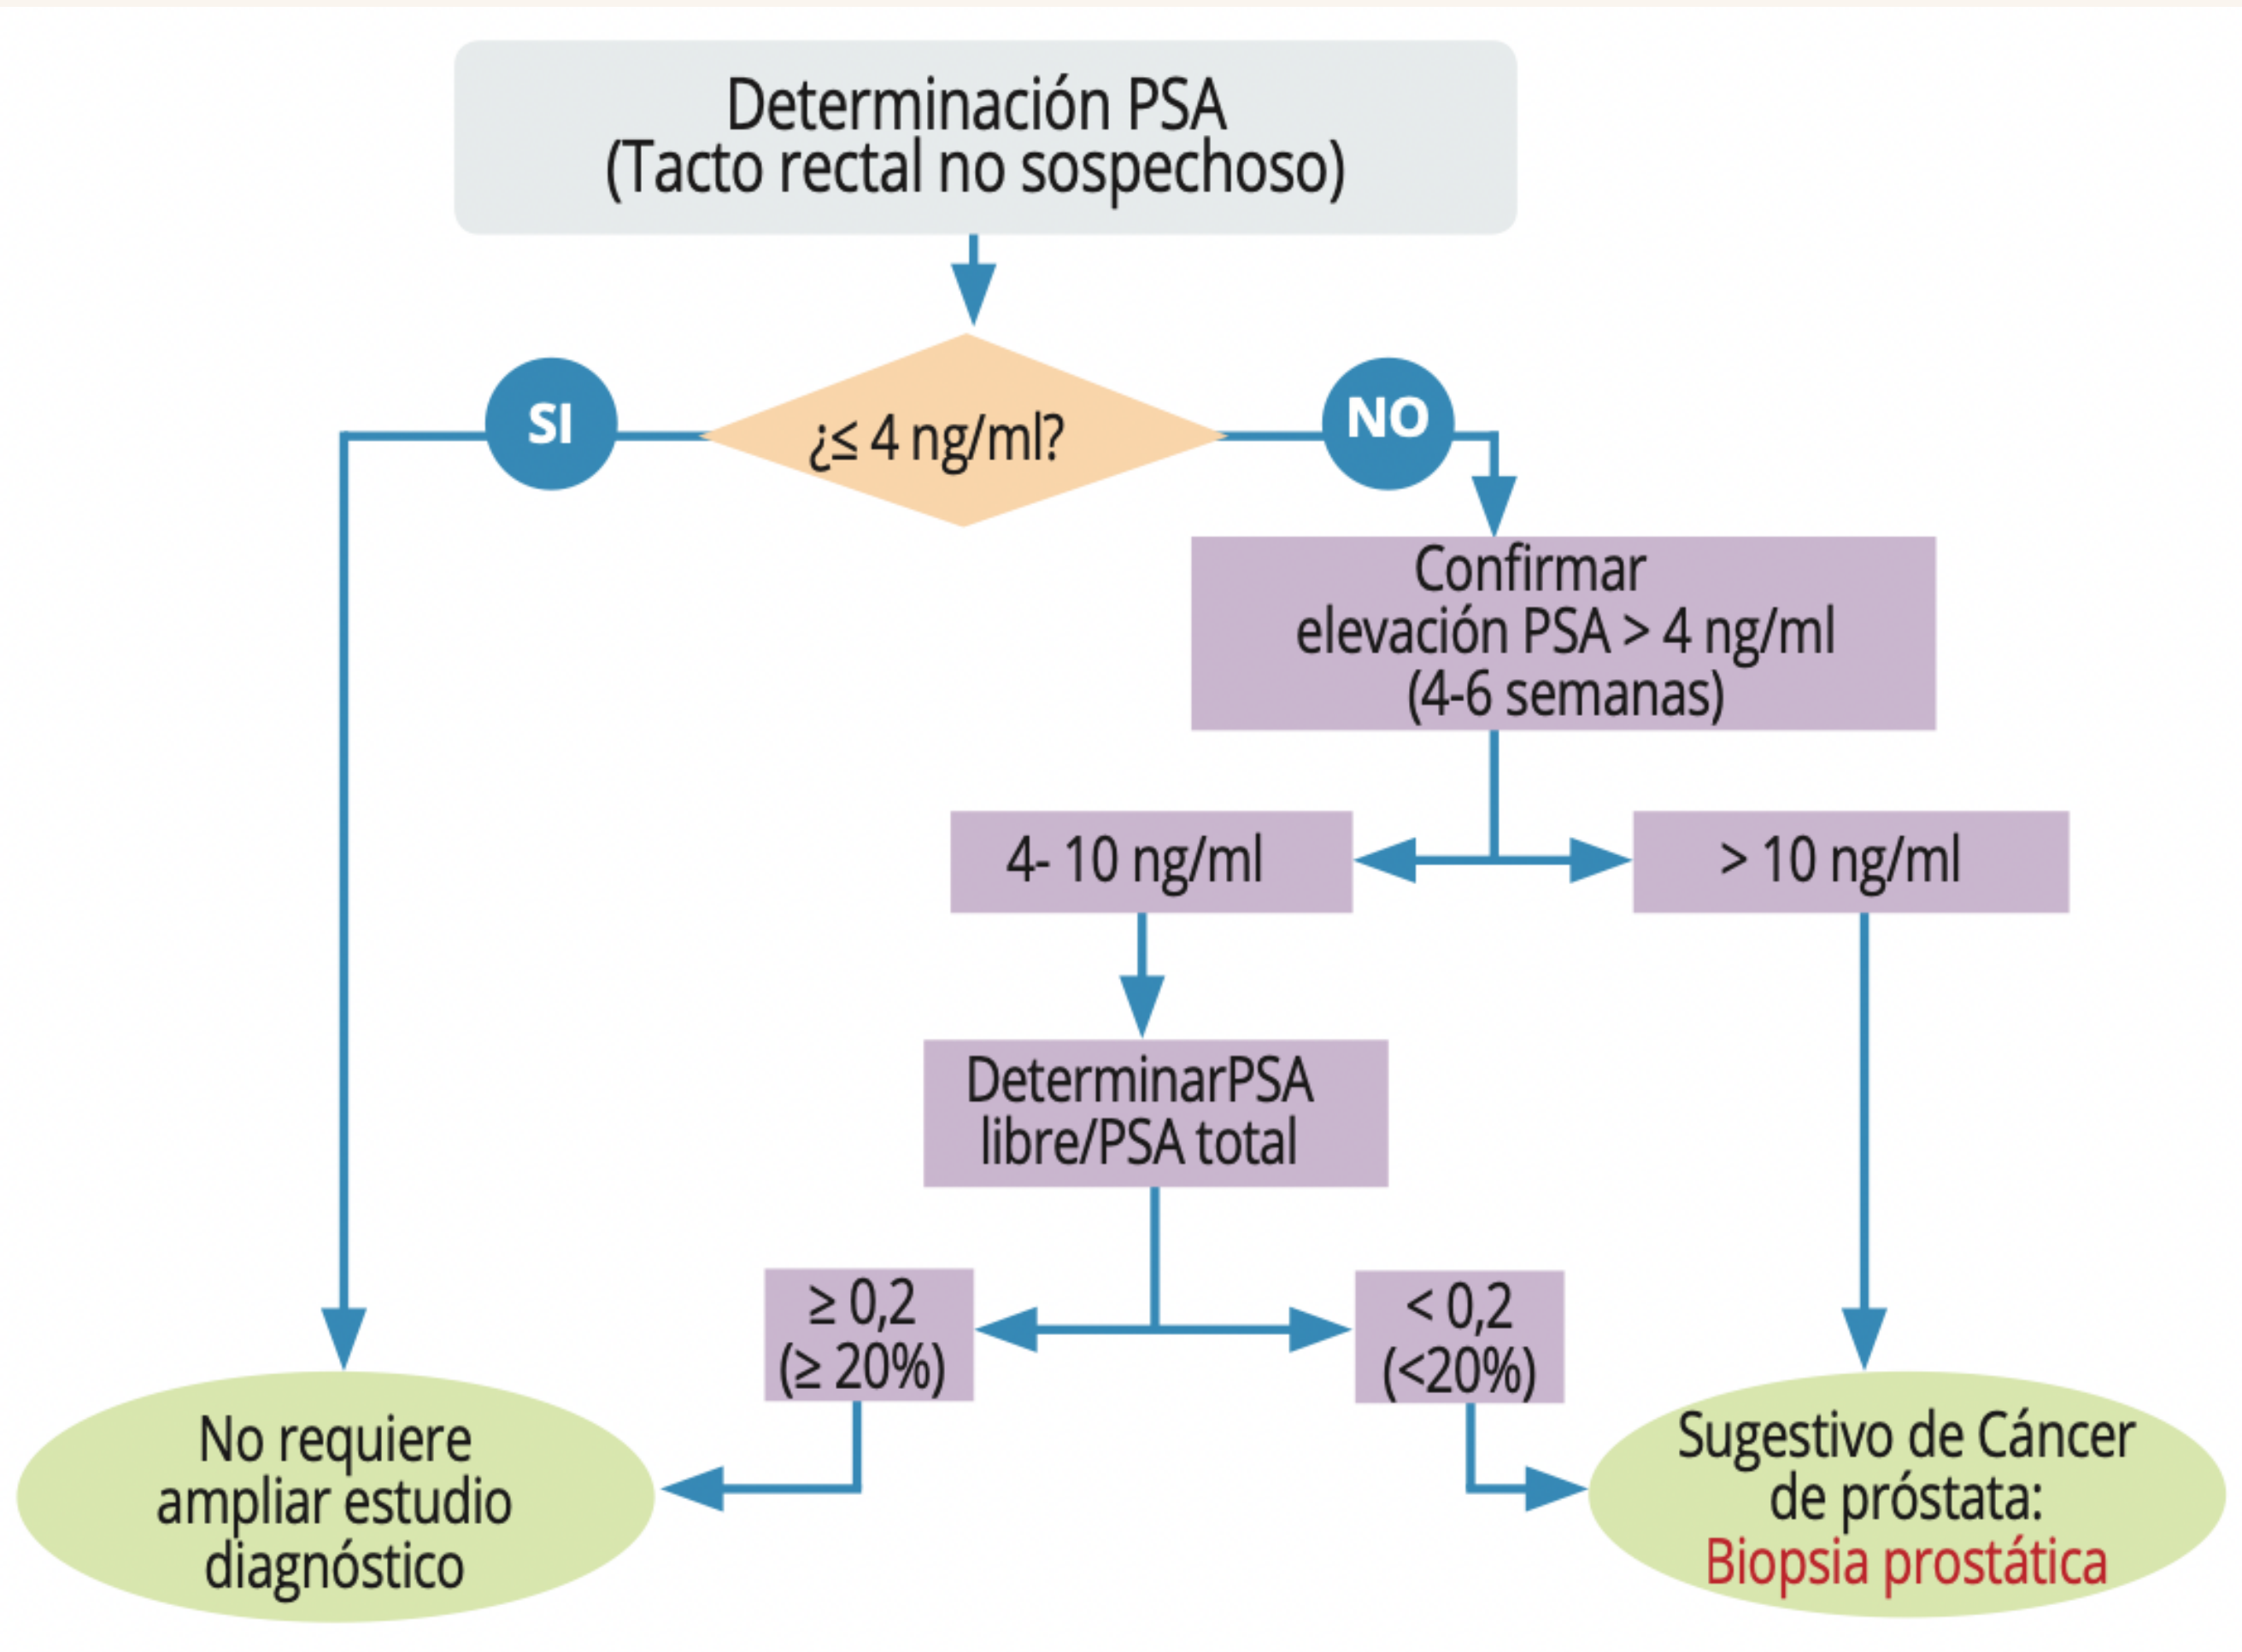 Determinación PSA
(Tacto rectal no sospechoso)
SI
¿≤ 4 ng/ml?
NO
Confirmar
elevación PSA > 4 ng/ml
(4-6 semanas)
4- 10 ng/ml
> 10 ng/ml
DeterminarPSA
libre/PSA total
≥ 0,2
(≥ 20%)
< 0,2
(<20%)
No requiere
ampliar estudio
diagnóstico
Sugestivo de Cáncer
de próstata:
Biopsia prostática